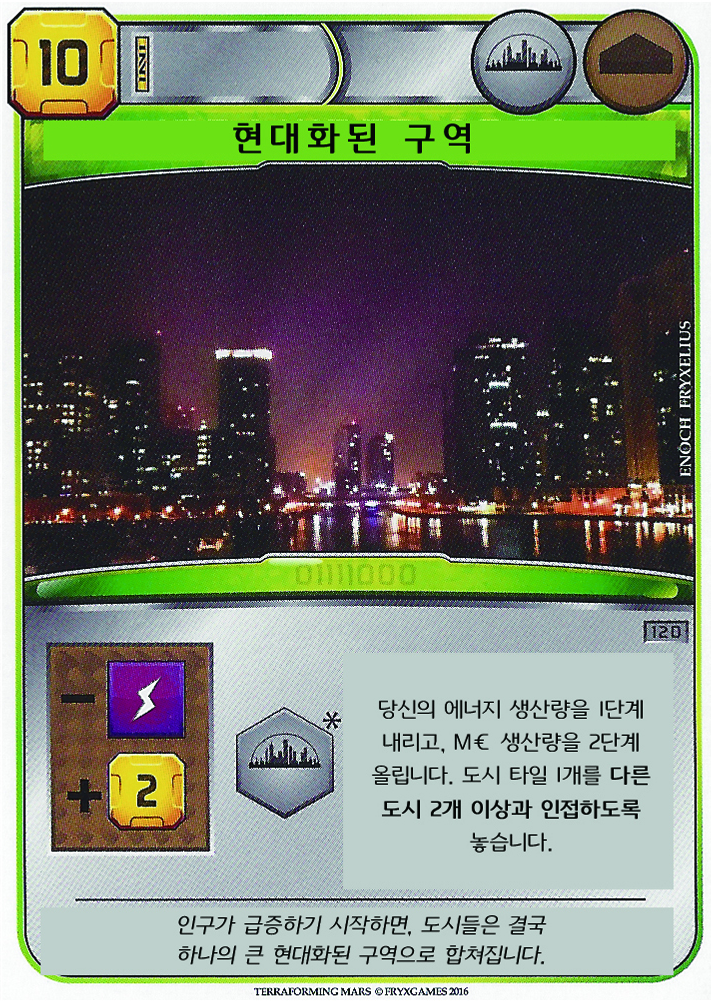 10
현대화된 구역
ENOCH FRYXELIUS
01111000
120
2
*
당신의 에너지 생산량을 1단계
내리고, M€ 생산량을 2단계
올립니다. 도시 타일 1개를 다른
도시 2개 이상과 인접하도록
놓습니다.
인구가 급증하기 시작하면, 도시들은 결국
하나의 큰 현대화된 구역으로 합쳐집니다.
TERRAFORMING MARS © FRYXGAMES 2016